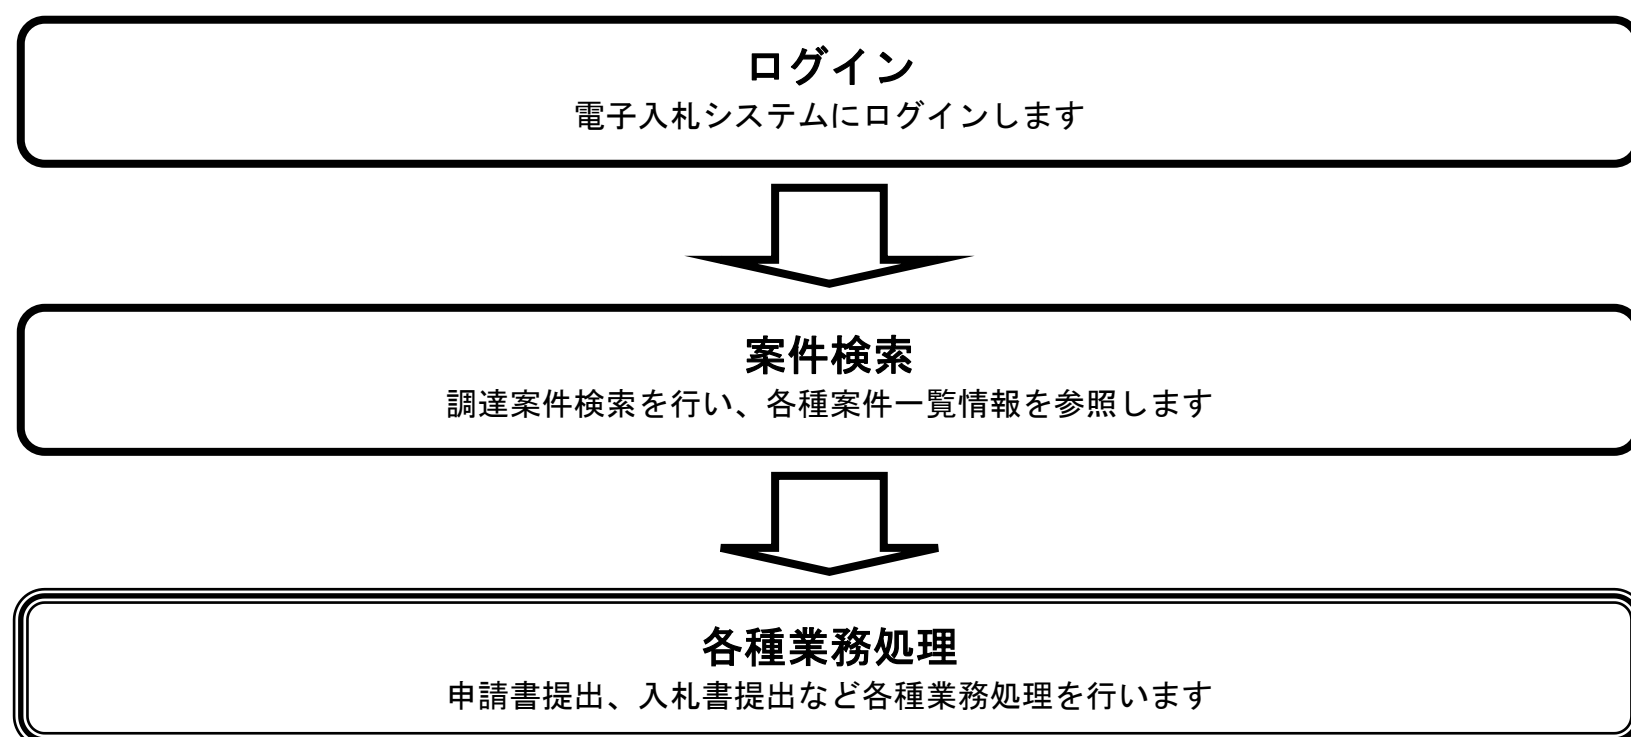 ログイン
電子入札システムにログインします
案件検索
調達案件検索を行い、各種案件一覧情報を参照します
各種業務処理
申請書提出、入札書提出など各種業務処理を行います